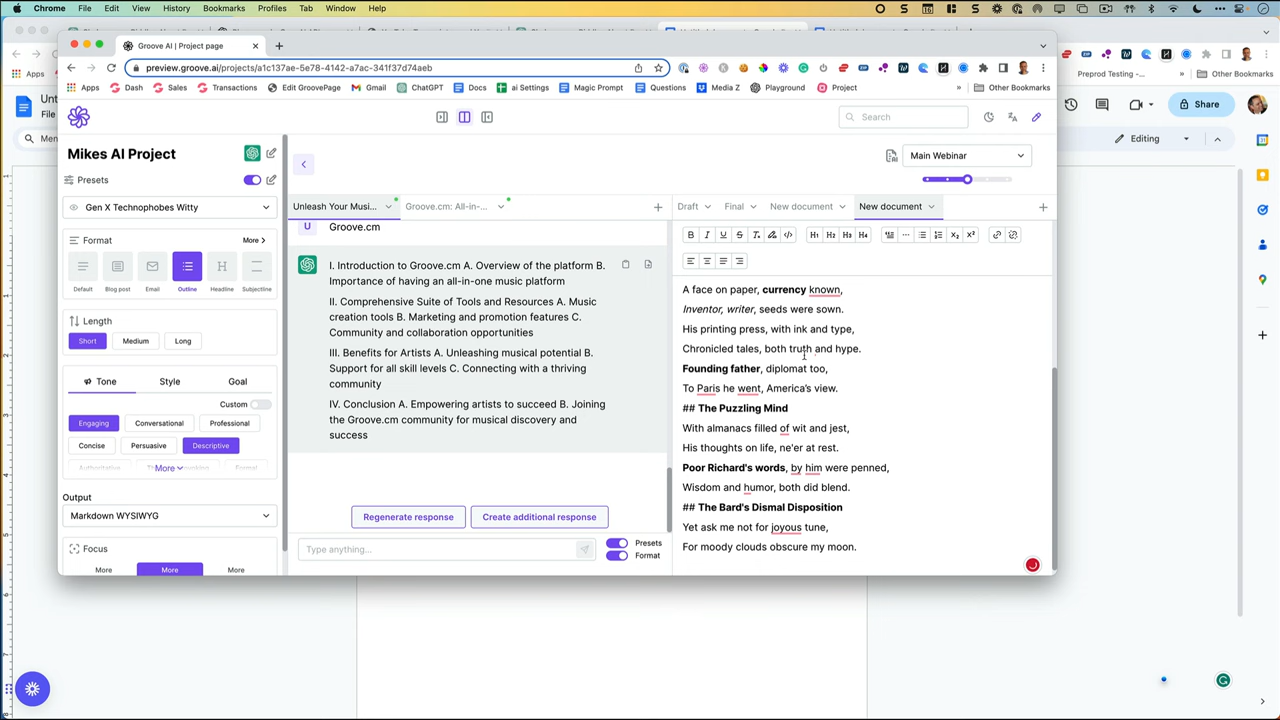 Chrome File Edit View History Bookmarks Profiles Tab Window Help
Groove AI | Project page
preview.groove.ai/projects/a1c137ae-5e78-4142-a7ac-341f37d74aeb
Apps Dash Sales Transactions Edit GroovePage Gmail ChatGPT Docs ai Settings Magic Prompt Questions Media Z Playground Project Other Bookmarks
Apps
Preprod Testing -...
Other Bookmarks
File
Men
Share
Editing
Search
Mikes AI Project
Presets
Gen X Technophobes Witty
Format More
Default Blog post Email Outline Headline Subjectline
Length
Short Medium Long
Tone Style Goal
Custom
Engaging Conversational Professional
Concise Persuasive Descriptive
More
Output
Markdown WYSIWYG
Focus
More More More
Unleash Your Musi... Groove.cm: All-in-...
U Groove.cm
I. Introduction to Groove.cm A. Overview of the platform B.
Importance of having an all-in-one music platform
II. Comprehensive Suite of Tools and Resources A. Music
creation tools B. Marketing and promotion features C.
Community and collaboration opportunities
III. Benefits for Artists A. Unleashing musical potential B.
Support for all skill levels C. Connecting with a thriving
community
IV. Conclusion A. Empowering artists to succeed B. Joining
the Groove.cm community for musical discovery and
success
Regenerate response Create additional response
Type anything...
Presets
Format
Main Webinar
Draft Final New document New document
B I U S H1 H2 H3 H4
A face on paper, currency known,
Inventor, writer, seeds were sown.
His printing press, with ink and type,
Chronicled tales, both truth and hype.
Founding father, diplomat too,
To Paris he went, America's view.
## The Puzzling Mind
With almanacs filled of wit and jest,
His thoughts on life, ne'er at rest.
Poor Richard's words, by him were penned,
Wisdom and humor, both did blend.
## The Bard's Dismal Disposition
Yet ask me not for joyous tune,
For moody clouds obscure my moon.